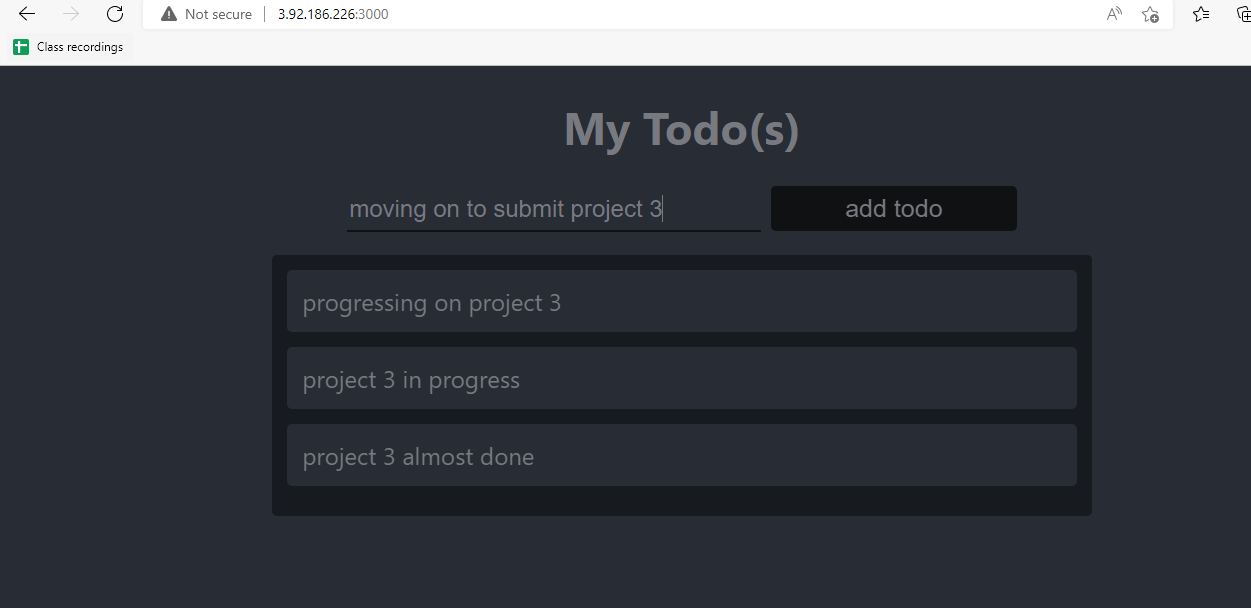 Not secure
3.92.186.226:3000
Class recordings
My Todo(s)
moving on to submit project 3
add todo
progressing on project 3
project 3 in progress
project 3 almost done